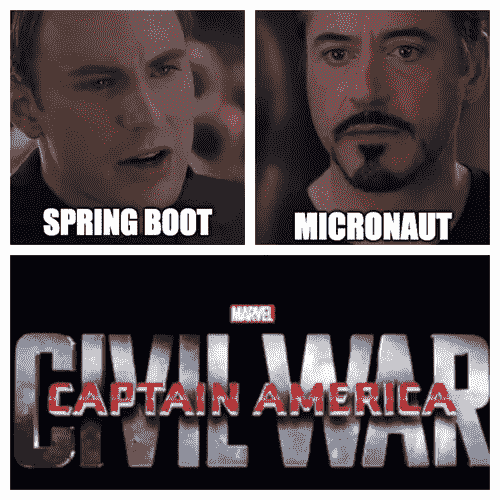 SPRING BOOT
MICRONAUT
MARVEL
CIVIL WAR
CAPTAIN AMERICA